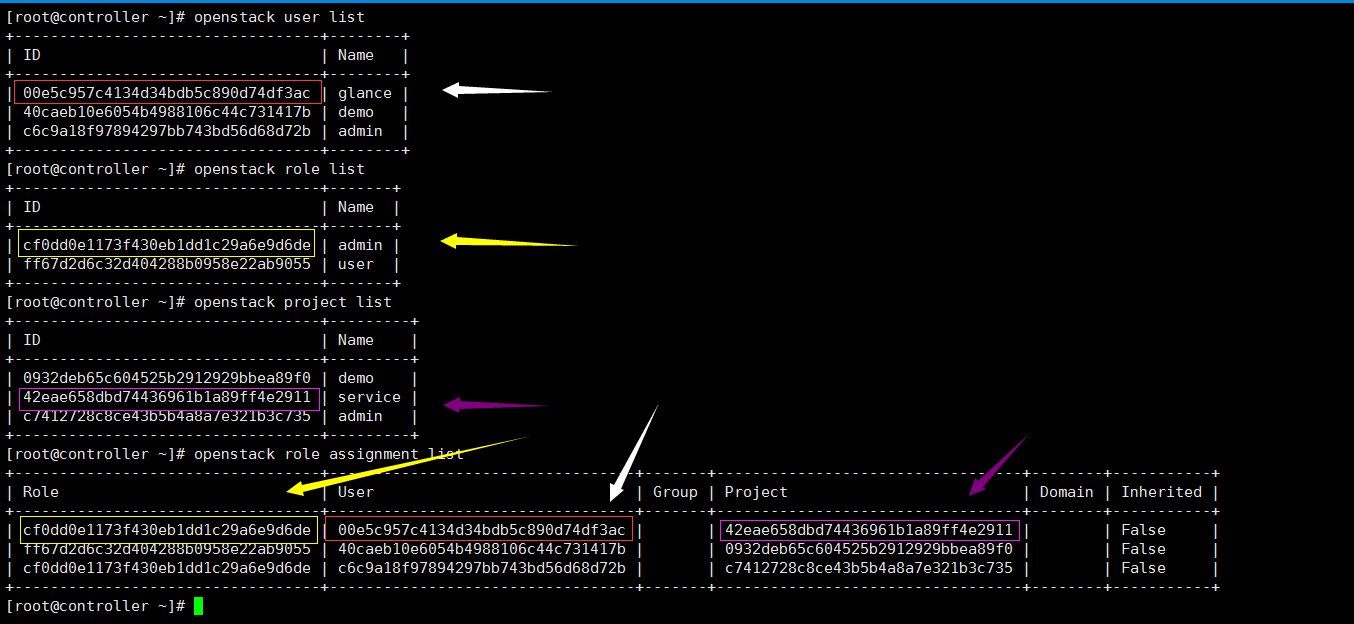 [root@controller ~]# openstack user list
+----------------------------------+--------+
| ID                               | Name   |
+----------------------------------+--------+
| 00e5c957c4134d34bdb5c890d74df3ac | glance |
| 40caeb10e6054b4988106c44c731417b | demo   |
| c6c9a18f97894297bb743bd56d68d72b | admin  |
+----------------------------------+--------+
[root@controller ~]# openstack role list
+----------------------------------+-------+
| ID                               | Name  |
+----------------------------------+-------+
| cf0dd0e1173f430eb1dd1c29a6e9d6de | admin |
| ff67d2d6c32d404288b0958e22ab9055 | user  |
+----------------------------------+-------+
[root@controller ~]# openstack project list
+----------------------------------+---------+
| ID                               | Name    |
+----------------------------------+---------+
| 0932deb65c604525b2912929bbea89f0 | demo    |
| 42eae658dbd74436961b1a89ff4e2911 | service |
| c7412728c8ce43b5b4a8a7e321b3c735 | admin   |
+----------------------------------+---------+
[root@controller ~]# openstack role assignment list
+----------------------------------+----------------------------------+-------+----------------------------------+--------+-----------+
| Role                             | User                             | Group | Project                          | Domain | Inherited |
+----------------------------------+----------------------------------+-------+----------------------------------+--------+-----------+
| cf0dd0e1173f430eb1dd1c29a6e9d6de | 00e5c957c4134d34bdb5c890d74df3ac |       | 42eae658dbd74436961b1a89ff4e2911 |        | False     |
| ff67d2d6c32d404288b0958e22ab9055 | 40caeb10e6054b4988106c44c731417b |       | 0932deb65c604525b2912929bbea89f0 |        | False     |
| cf0dd0e1173f430eb1dd1c29a6e9d6de | c6c9a18f97894297bb743bd56d68d72b |       | c7412728c8ce43b5b4a8a7e321b3c735 |        | False     |
+----------------------------------+----------------------------------+-------+----------------------------------+--------+-----------+
[root@controller ~]#